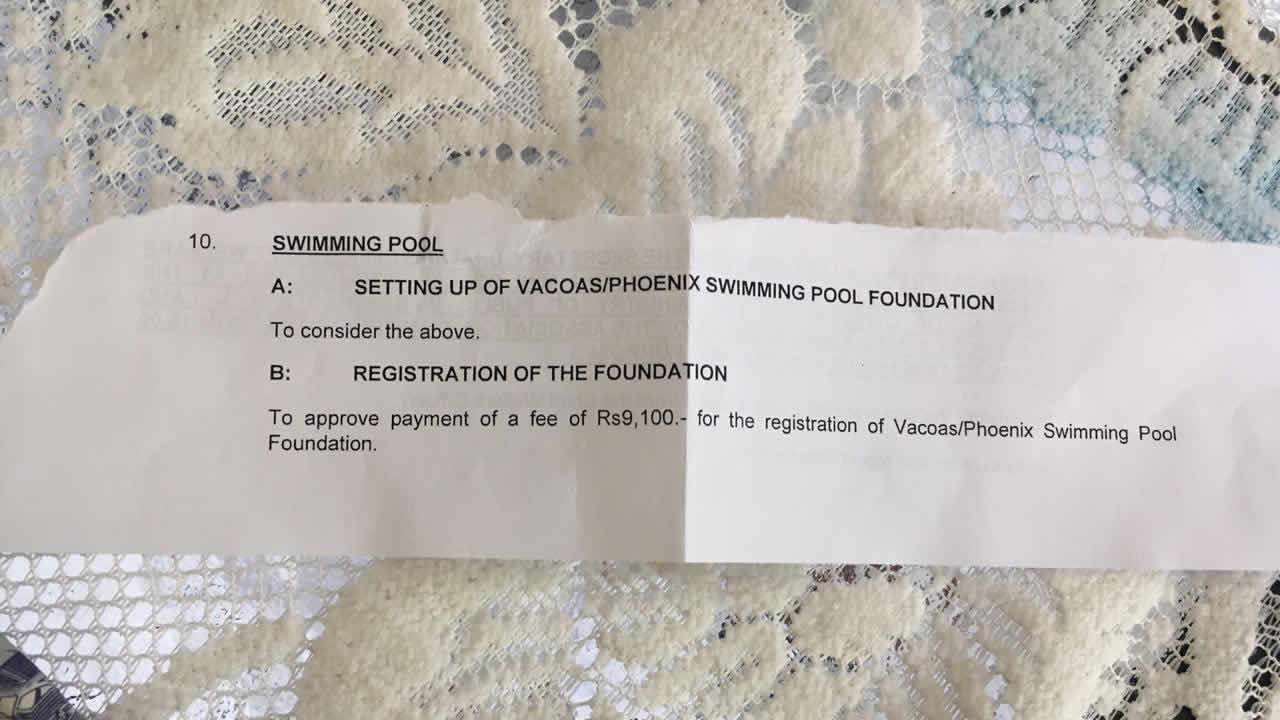 10. SWIMMING POOL
A: SETTING UP OF VACOAS/PHOENIX SWIMMING POOL FOUNDATION
To consider the above.
B: REGISTRATION OF THE FOUNDATION
To approve payment of a fee of Rs9,100.- for the registration of Vacoas/Phoenix Swimming Pool
Foundation.